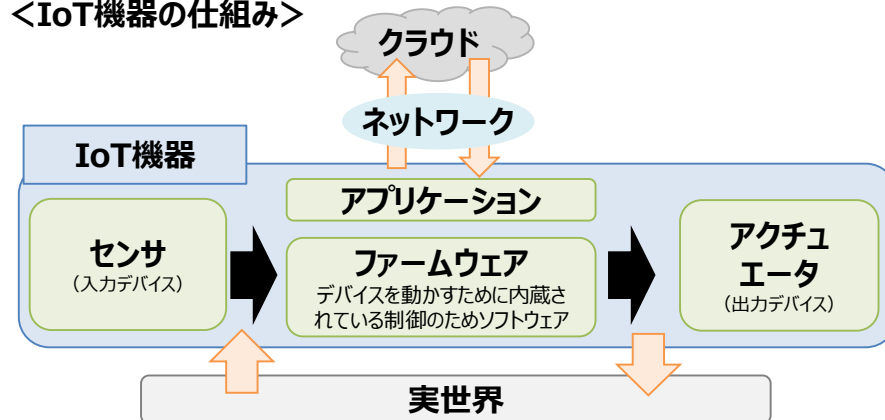 ＜IoT機器の仕組み＞
クラウド
ネットワーク
IoT機器
アプリケーション
センサ
（入力デバイス）
ファームウェア
デバイスを動かすために内蔵さ
れている制御のためソフトウェア
アクチュ
エータ
（出力デバイス）
実世界